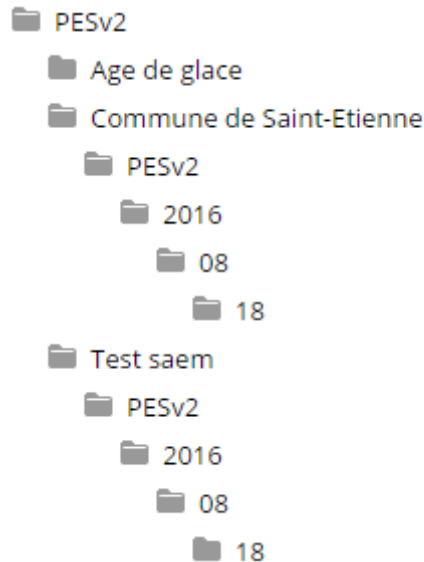 PESv2
Age de glace
Commune de Saint-Etienne
PESv2
2016
08
18
Test saem
PESv2
2016
08
18